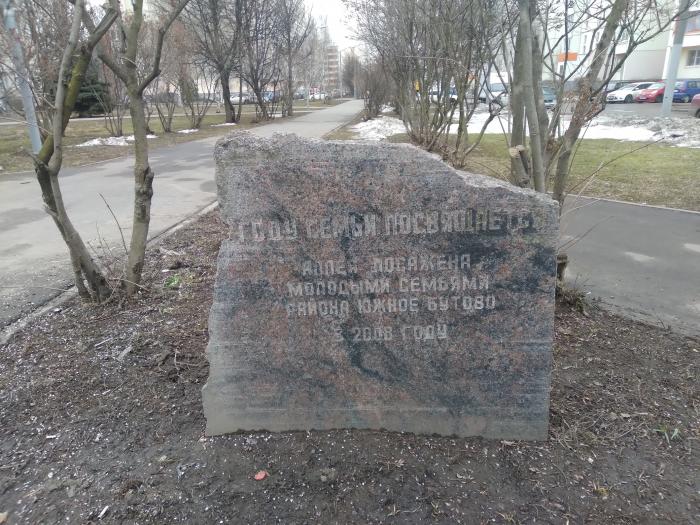 ГОДУ СЕМЬИ ПОСВЯЩАЕТСЯ
АЛЛЕЯ ПОСАЖЕНА
МОЛОДЫМИ СЕМЬЯМИ
РАЙОНА ЮЖНОЕ БУТОВО
В 2008 ГОДУ